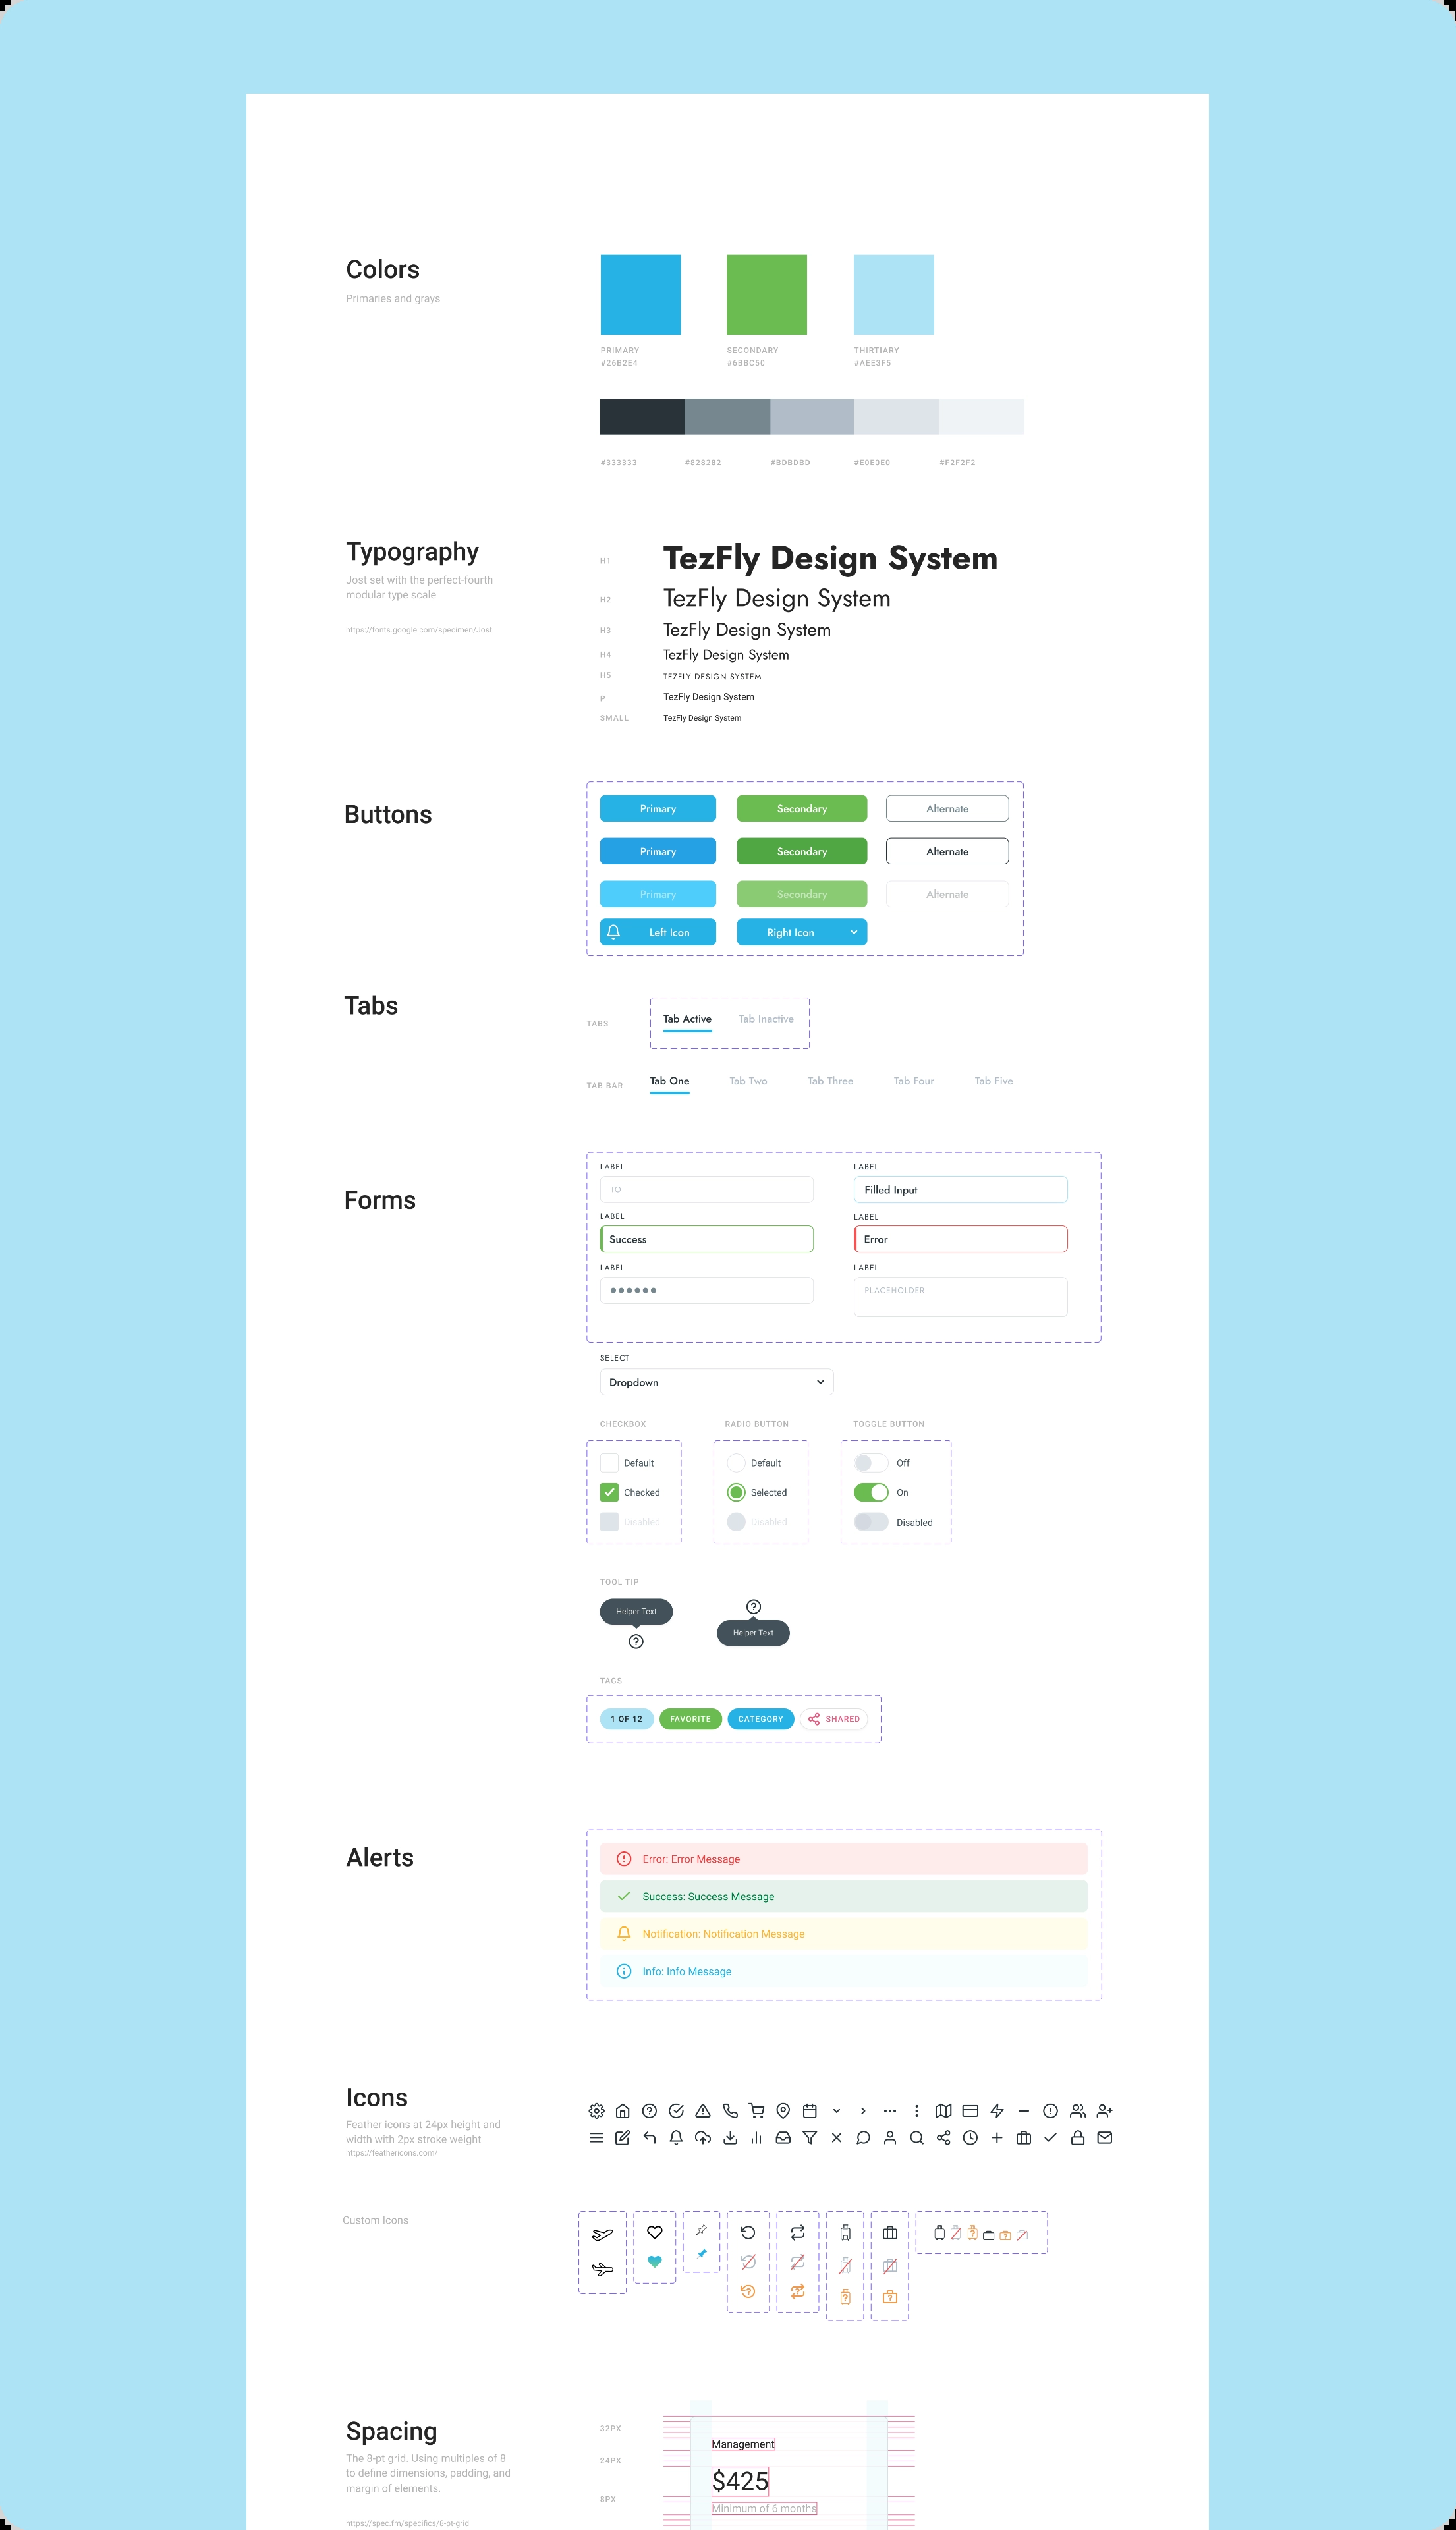 Colors
Primaries and grays
PRIMARY
#26B2E4
SECONDARY
#6BBC50
THIRTIARY
#AEE3F5
#333333
#828282
#BDBDBD
#E0E0E0
#F2F2F2
Typography
Jost set with the perfect-fourth
modular type scale
https://fonts.google.com/specimen/Jost
H1
TezFly Design System
H2
TezFly Design System
H3
TezFly Design System
H4
TezFly Design System
H5
TEZFLY DESIGN SYSTEM
P
TezFly Design System
SMALL
TezFly Design System
Buttons
Primary
Secondary
Alternate
Primary
Secondary
Alternate
Primary
Secondary
Alternate
Left Icon
Right Icon
Tabs
TABS
Tab Active
Tab Inactive
TAB BAR
Tab One
Tab Two
Tab Three
Tab Four
Tab Five
Forms
LABEL
TO
LABEL
Filled Input
LABEL
Success
LABEL
Error
LABEL
LABEL
PLACEHOLDER
SELECT
Dropdown
CHECKBOX
Default
Checked
Disabled
RADIO BUTTON
Default
Selected
Disabled
TOGGLE BUTTON
Off
On
Disabled
TOOL TIP
Helper Text
Helper Text
TAGS
1 OF 12
FAVORITE
CATEGORY
SHARED
Alerts
Error: Error Message
Success: Success Message
Notification: Notification Message
Info: Info Message
Icons
Feather icons at 24px height and
width with 2px stroke weight
https://feathericons.com/
Custom Icons
Spacing
The 8-pt grid. Using multiples of 8
to define dimensions, padding, and
margin of elements.
https://spec.fm/specifics/8-pt-grid
32PX
24PX
8PX
Management
$425
Minimum of 6 months